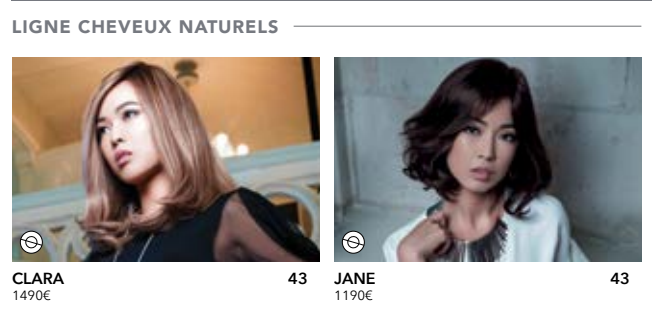 LIGNE CHEVEUX NATURELS
CLARA 43
1490€
JANE 43
1190€